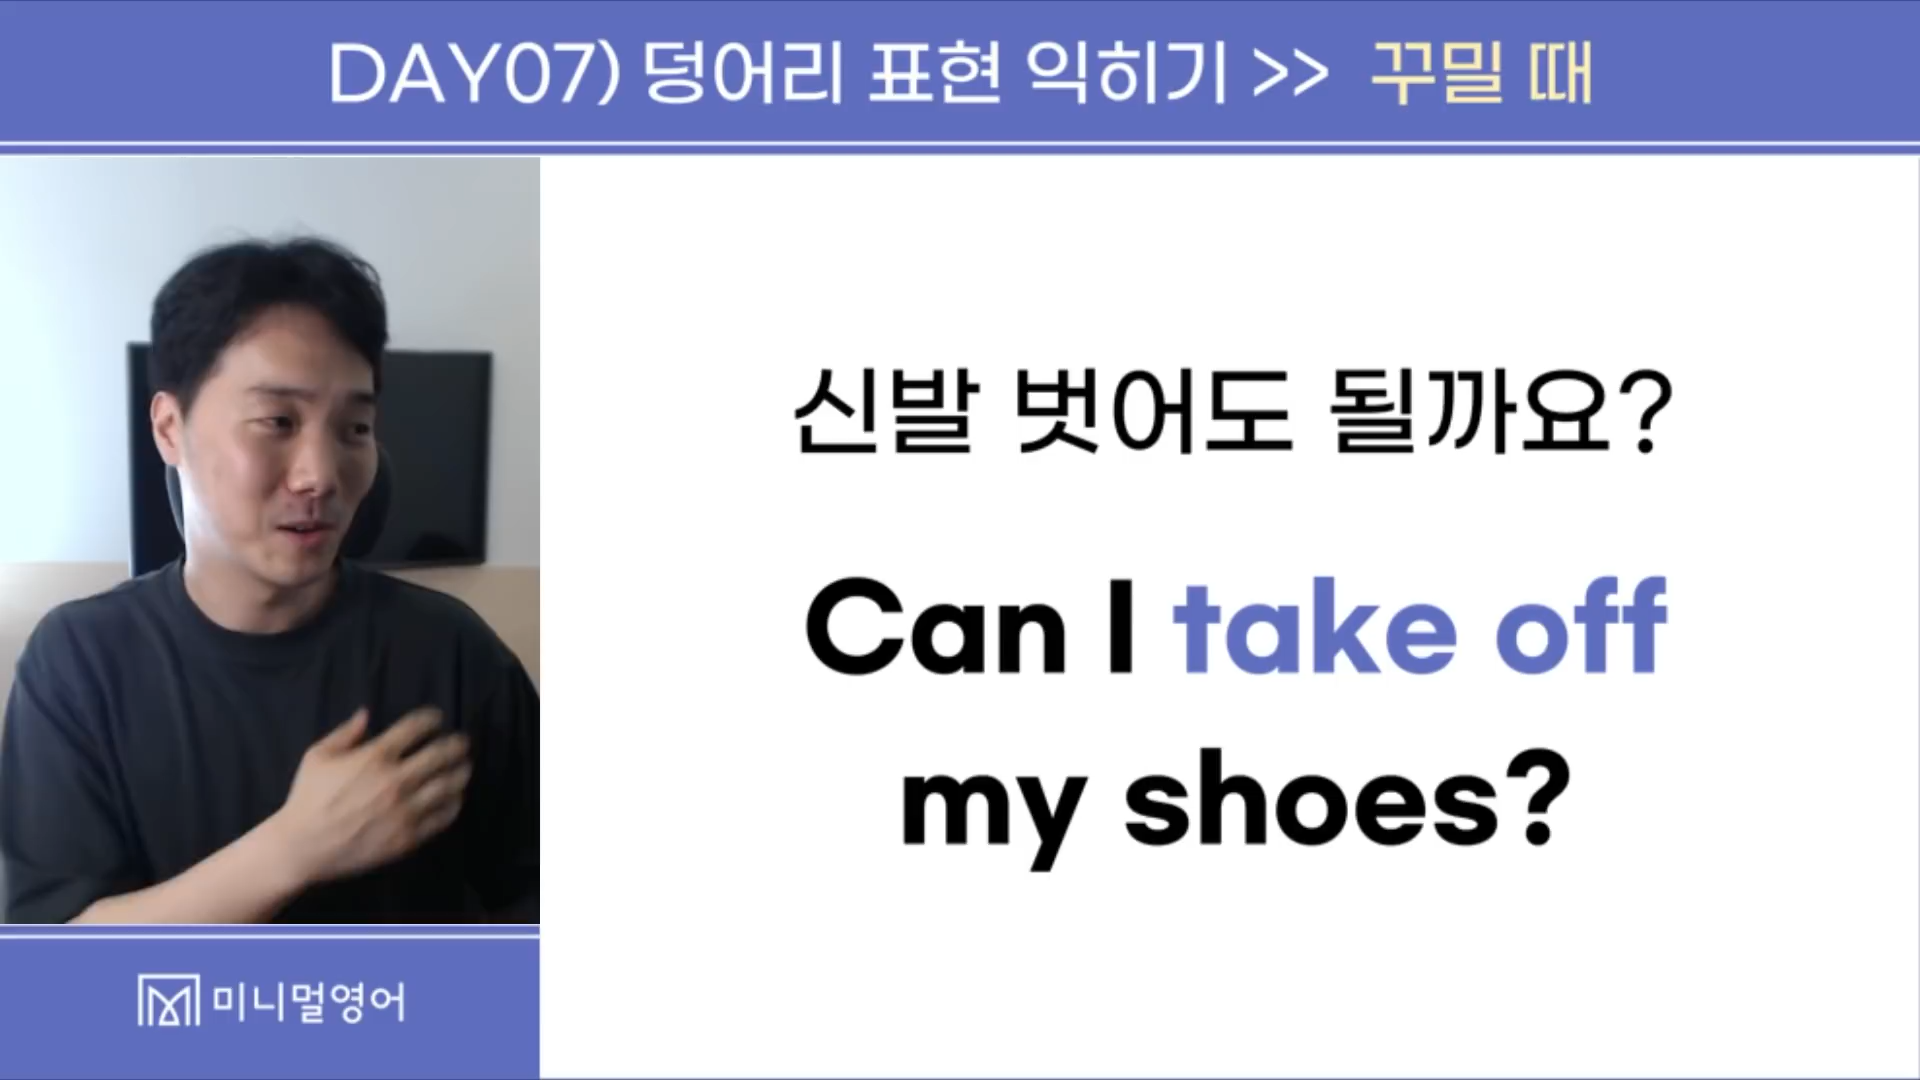 DAY07) 덩어리 표현 익히기 >> 꾸밀 때
신발 벗어도 될까요?
Can I take off
my shoes?
미니멀영어